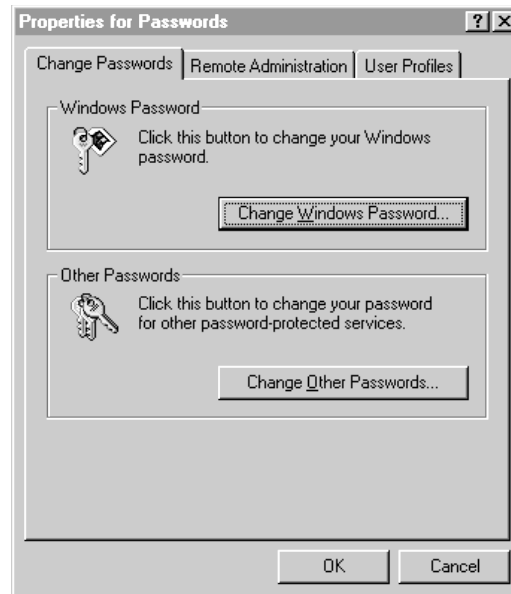 Properties for Passwords
Change Passwords Remote Administration User Profiles
Windows Password
Click this button to change your Windows
password.
Change Windows Password...
Other Passwords
Click this button to change your password
for other password-protected services.
Change Other Passwords...
OK Cancel